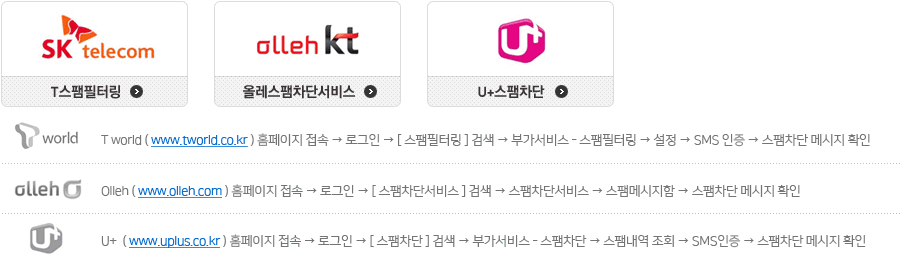 SK telecom olleh kt U+
T스팸필터링 올레스팸차단서비스 U+스팸차단
T world T world ( www.tworld.co.kr ) 홈페이지 접속 → 로그인 → [ 스팸필터링 ] 검색 → 부가서비스 - 스팸필터링 → 설정 → SMS 인증 → 스팸차단 메시지 확인
olleh Olleh ( www.olleh.com ) 홈페이지 접속 → 로그인 → [ 스팸차단서비스 ] 검색 → 스팸차단서비스 → 스팸메시지함 → 스팸차단 메시지 확인
U+ U+ ( www.uplus.co.kr ) 홈페이지 접속 → 로그인 → [ 스팸차단 ] 검색 → 부가서비스 - 스팸차단 → 스팸내역 조회 → SMS인증 → 스팸차단 메시지 확인